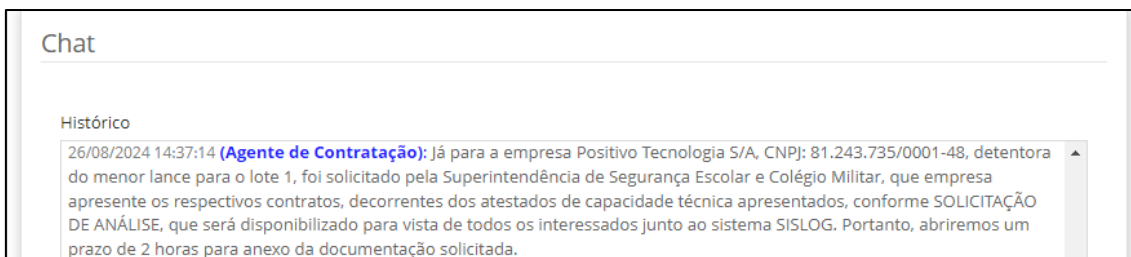 Chat
Histórico
26/08/2024 14:37:14 (Agente de Contratação): Já para a empresa Positivo Tecnologia S/A, CNPJ: 81.243.735/0001-48, detentora
do menor lance para o lote 1, foi solicitado pela Superintendência de Segurança Escolar e Colégio Militar, que empresa
apresente os respectivos contratos, decorrentes dos atestados de capacidade técnica apresentados, conforme SOLICITAÇÃO
DE ANÁLISE, que será disponibilizado para vista de todos os interessados junto ao sistema SISLOG. Portanto, abriremos um
prazo de 2 horas para anexo da documentação solicitada.